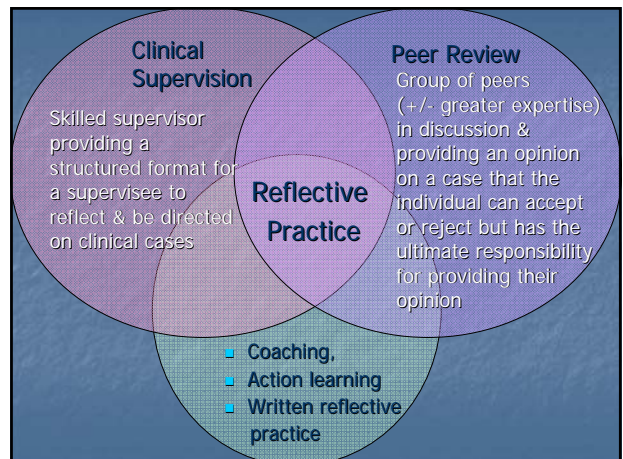 Clinical
Supervision
Skilled supervisor
providing a
structured format for
a supervisee to
reflect & be directed
on clinical cases
Peer Review
Group of peers
(+/- greater expertise)
in discussion &
providing an opinion
on a case that the
individual can accept
or reject but has the
ultimate responsibility
for providing their
opinion
Reflective
Practice
Coaching,
Action learning
Written reflective
practice